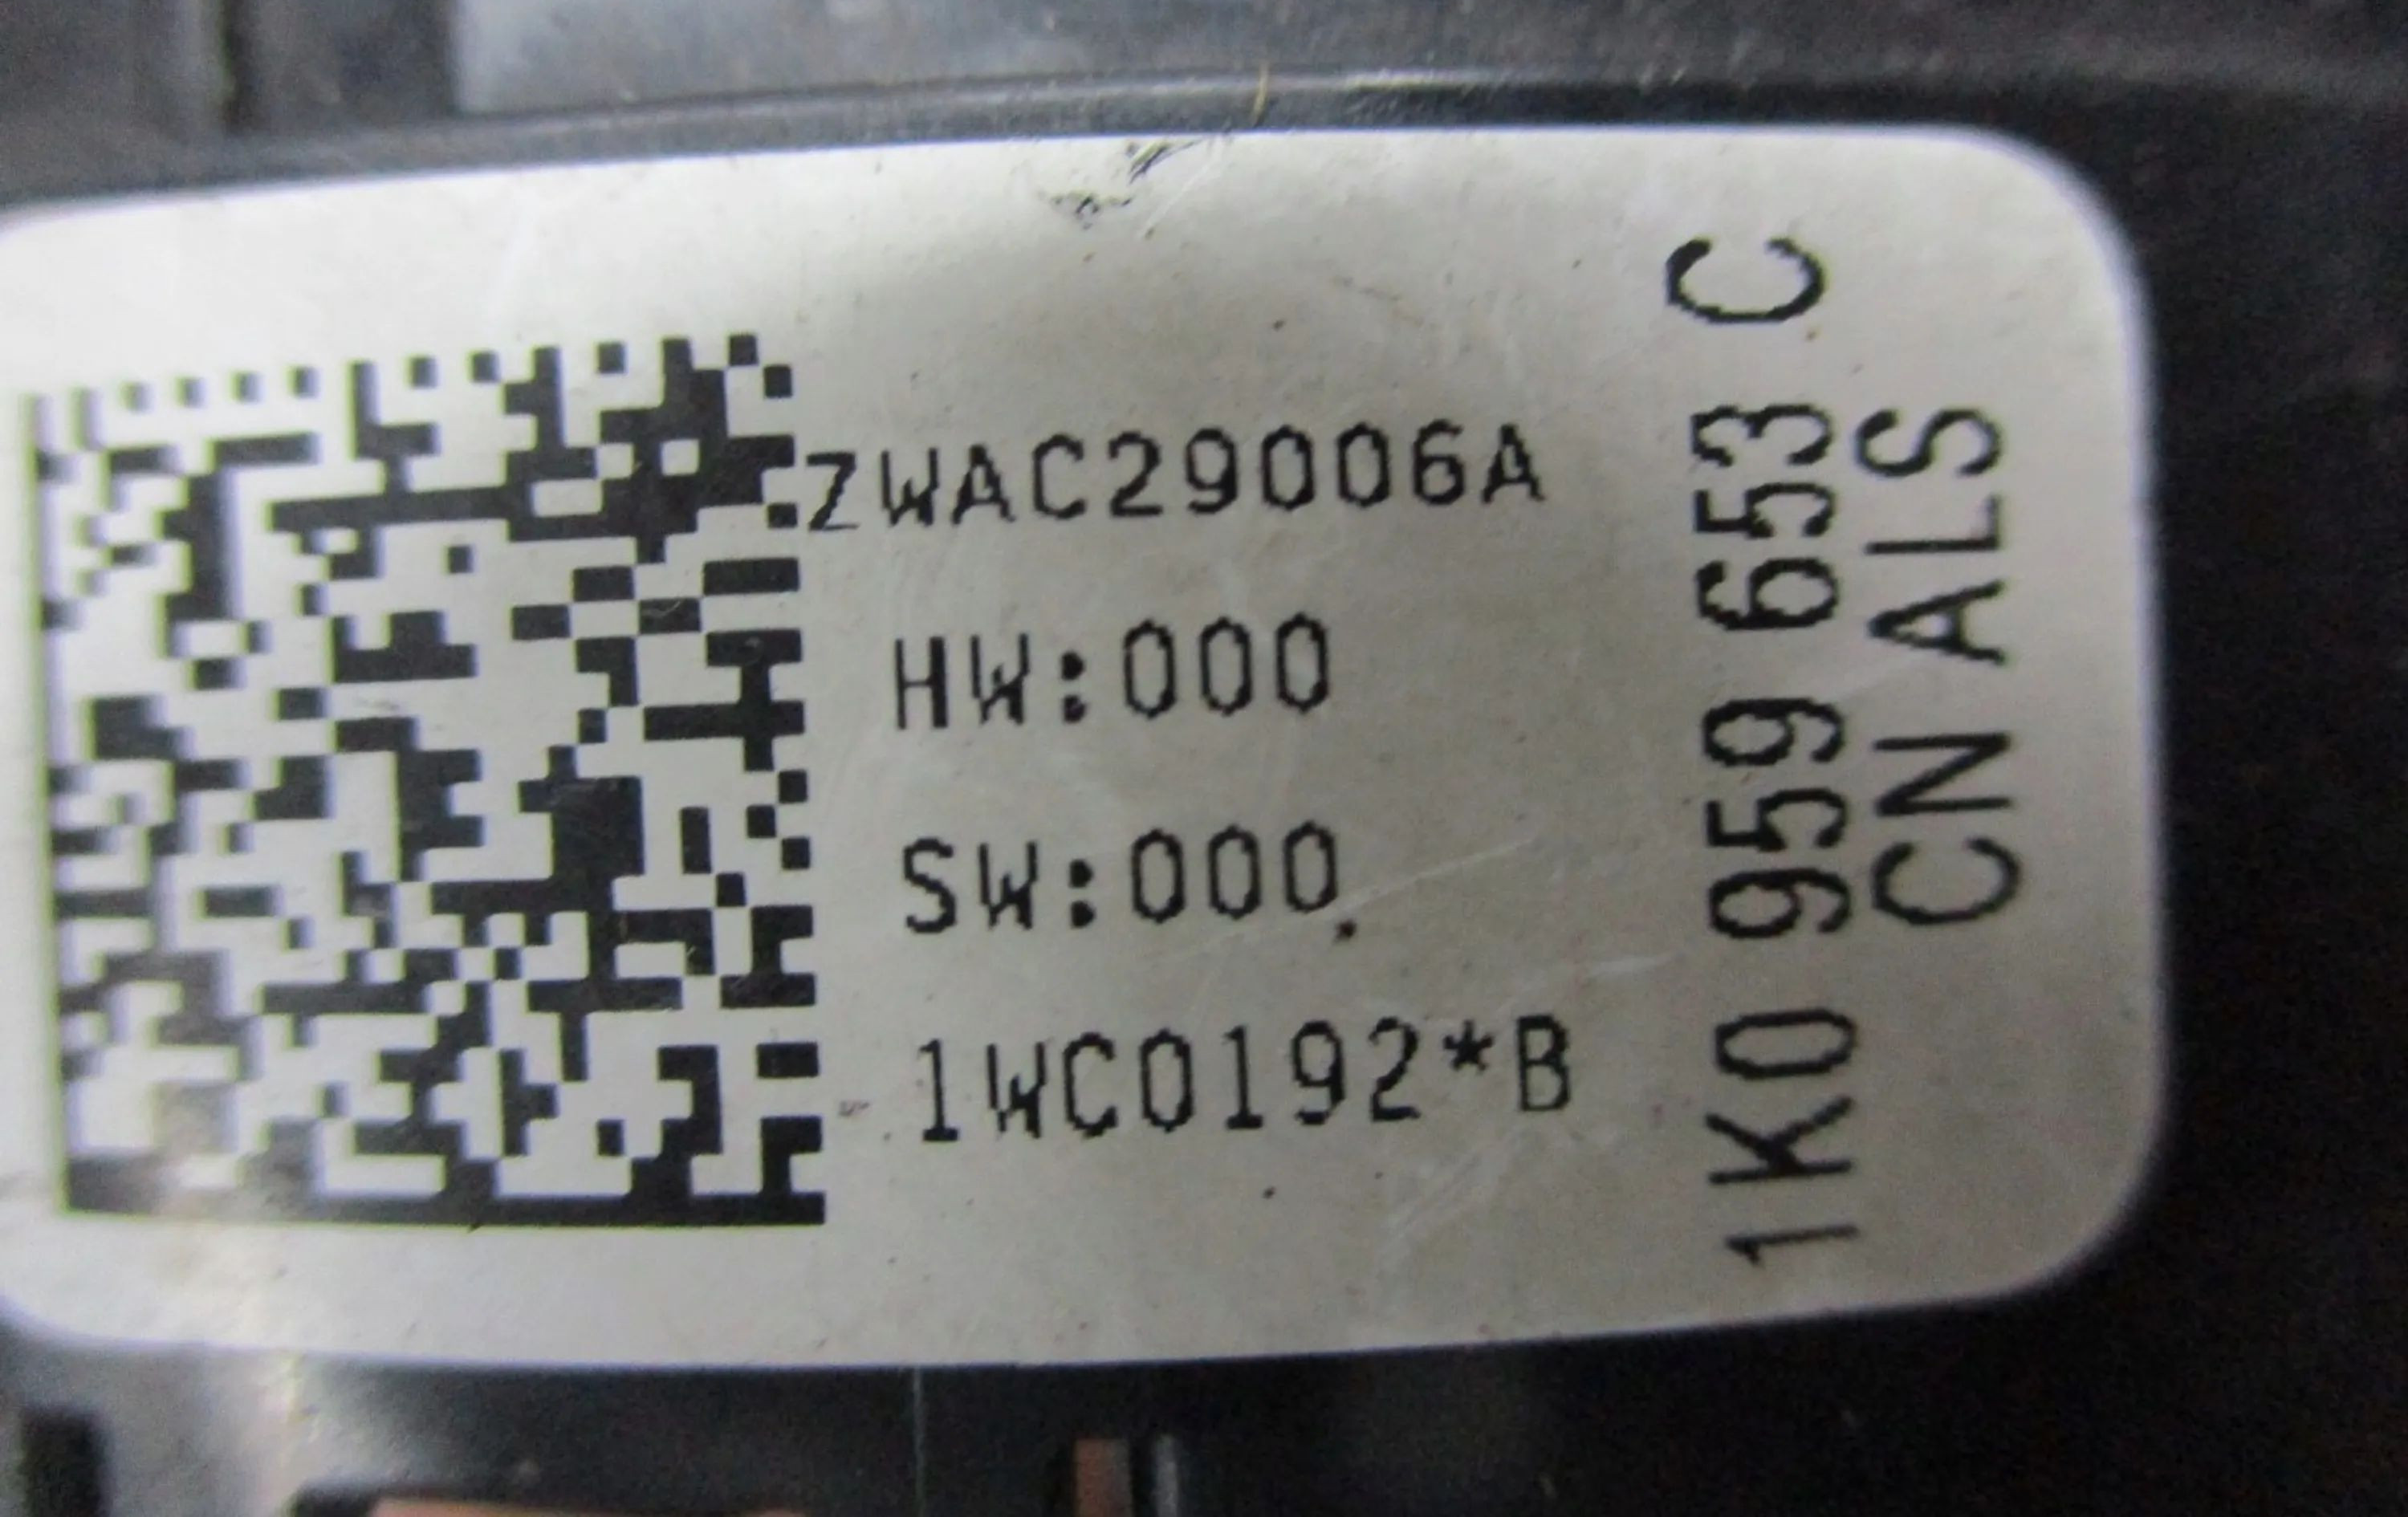 ZWAC29006A
HW:000
SW:000
1WC0192*B
1K0 959 653 C
CN ALS